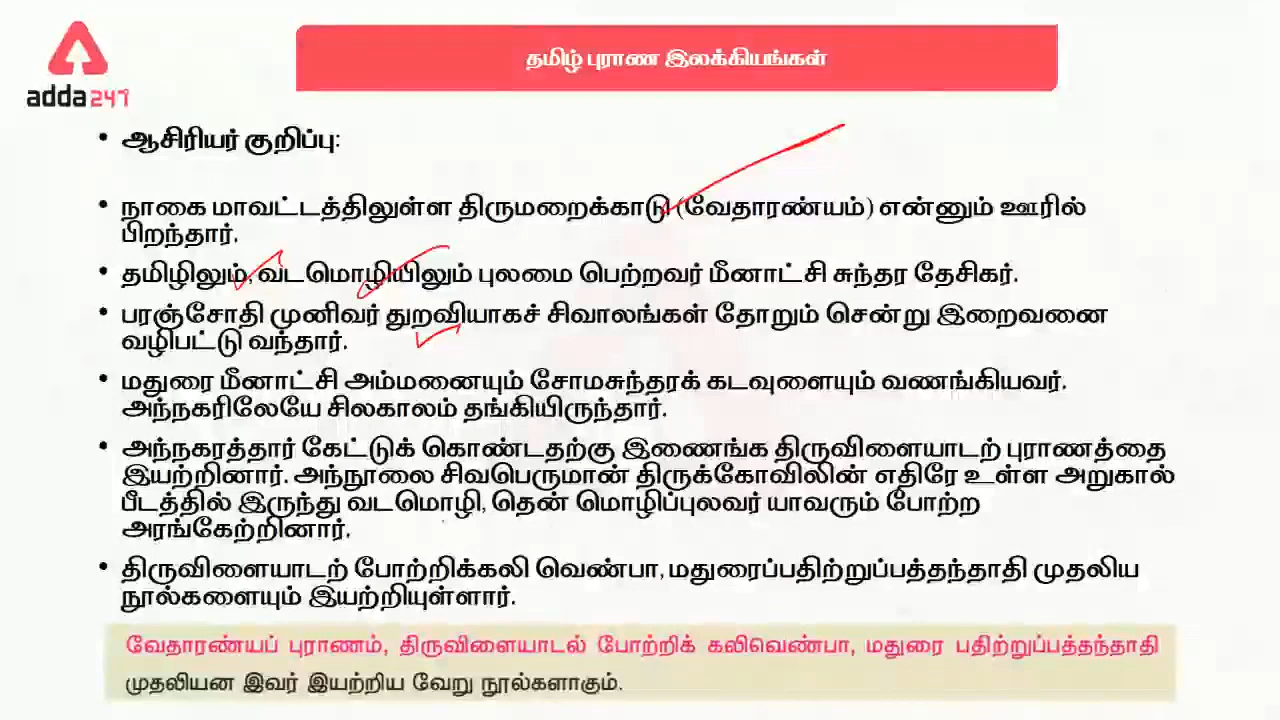 தமிழ் புராண இலக்கியங்கள்
adda247
• ஆசிரியர் குறிப்பு:
• நாகை மாவட்டத்திலுள்ள திருமறைக்காடு (வேதாரண்யம்) என்னும் ஊரில்
பிறந்தார்.
• தமிழிலும், வடமொழியிலும் புலமை பெற்றவர் மீனாட்சி சுந்தர தேசிகர்.
• பரஞ்சோதி முனிவர் துறவியாகச் சிவாலங்கள் தோறும் சென்று இறைவனை
வழிபட்டு வந்தார்.
• மதுரை மீனாட்சி அம்மனையும் சோமசுந்தரக் கடவுளையும் வணங்கியவர்.
அந்நகரிலேயே சிலகாலம் தங்கியிருந்தார்.
• அந்நகரத்தார் கேட்டுக் கொண்டதற்கு இணைங்க திருவிளையாடற் புராணத்தை
இயற்றினார். அந்நூலை சிவபெருமான் திருக்கோவிலின் எதிரே உள்ள அறுகால்
பீடத்தில் இருந்து வடமொழி, தென் மொழிப்புலவர் யாவரும் போற்ற
அரங்கேற்றினார்.
• திருவிளையாடற் போற்றிக்கலி வெண்பா, மதுரைப்பதிற்றுப்பத்தந்தாதி முதலிய
நூல்களையும் இயற்றியுள்ளார்.
வேதாரண்யப் புராணம், திருவிளையாடல் போற்றிக் கலிவெண்பா, மதுரை பதிற்றுப்பத்தந்தாதி
முதலியன இவர் இயற்றிய வேறு நூல்களாகும்.